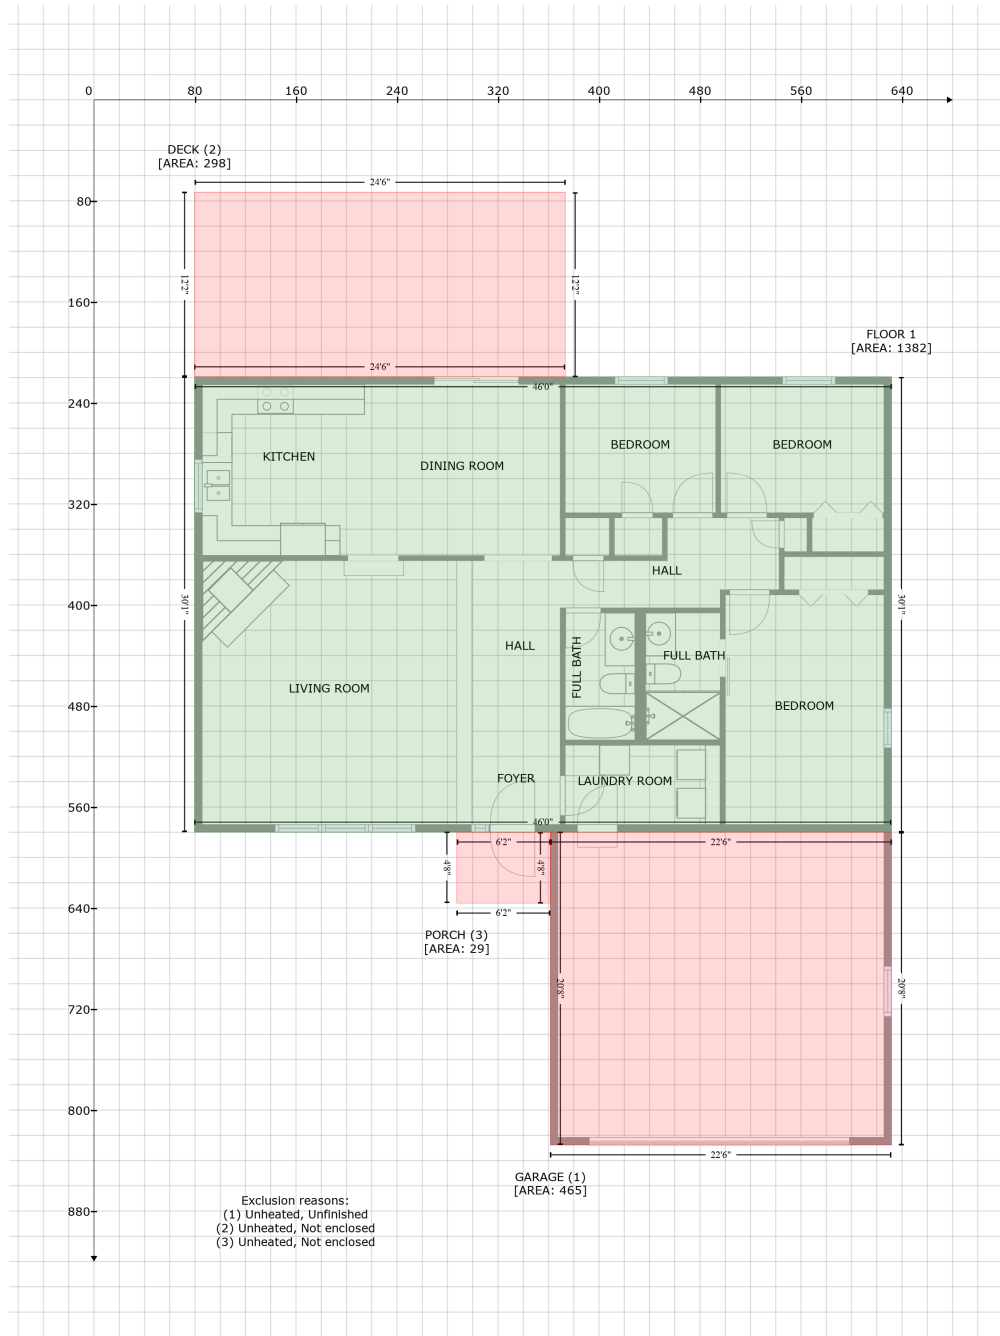 0 80 160 240 320 400 480 560 640
DECK (2)
[AREA: 298]
24'6"
80
12'2"
12'2"
160
FLOOR 1
[AREA: 1382]
24'6"
46'0"
240
BEDROOM
BEDROOM
KITCHEN
DINING ROOM
320
HALL
400
30'1"
30'1"
HALL
FULL BATH
FULL BATH
LIVING ROOM
480
BEDROOM
FOYER
LAUNDRY ROOM
560
46'0"
6'2"
22'6"
4'8"
4'8"
640
6'2"
PORCH (3)
[AREA: 29]
20'8"
20'8"
720
800
22'6"
GARAGE (1)
[AREA: 465]
880
Exclusion reasons:
(1) Unheated, Unfinished
(2) Unheated, Not enclosed
(3) Unheated, Not enclosed